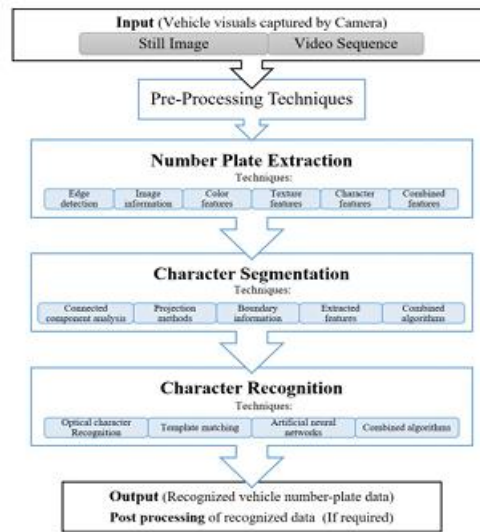 Input (Vehicle visuals captured by Camera)
Still Image Video Sequence
Pre-Processing Techniques
Number Plate Extraction
Techniques:
Edge detection
Image information
Color features
Texture features
Character features
Combined features
Character Segmentation
Techniques:
Connected component analysis
Projection methods
Boundary information
Extracted features
Combined algorithms
Character Recognition
Techniques:
Optical character Recognition
Template matching
Artificial neural networks
Combined algorithms
Output (Recognized vehicle number-plate data)
Post processing of recognized data (If required)